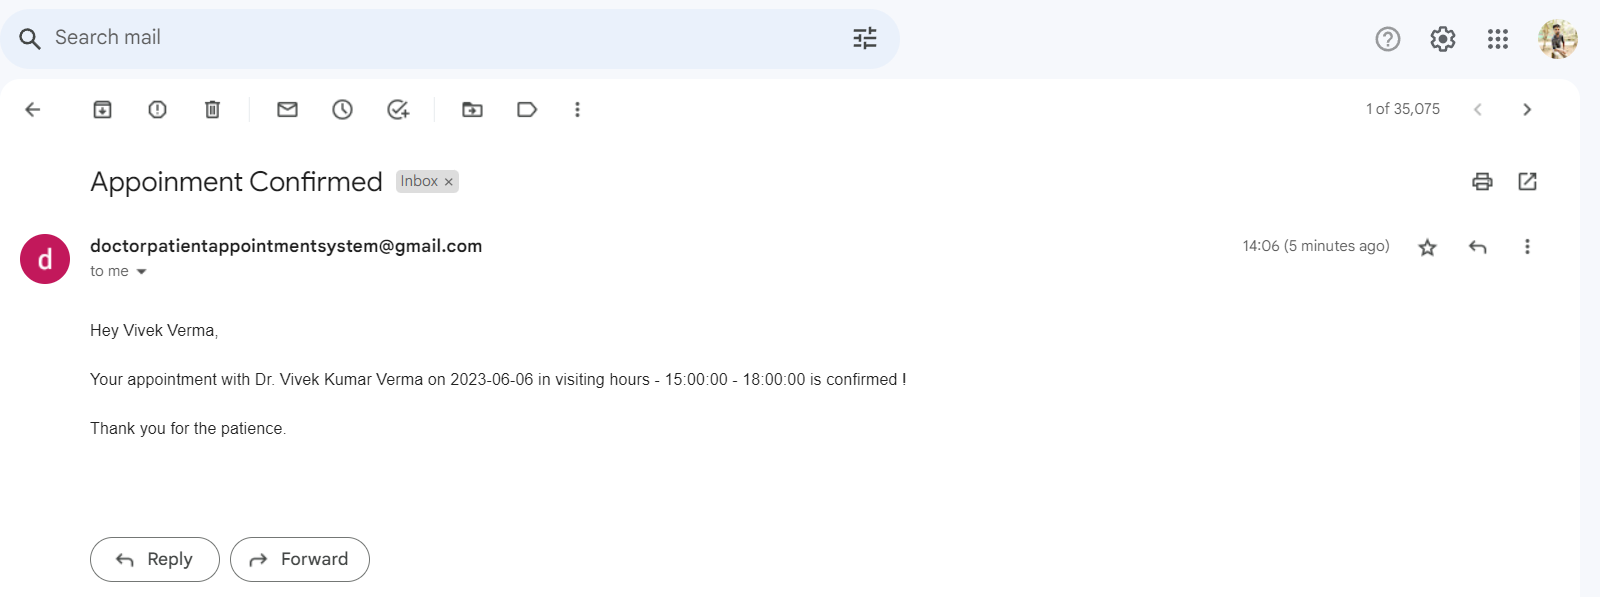 Search mail
1 of 35,075
Appoinment Confirmed Inbox ×
d
doctorpatientappointmentsystem@gmail.com 14:06 (5 minutes ago)
to me
Hey Vivek Verma,
Your appointment with Dr. Vivek Kumar Verma on 2023-06-06 in visiting hours - 15:00:00 - 18:00:00 is confirmed !
Thank you for the patience.
Reply Forward